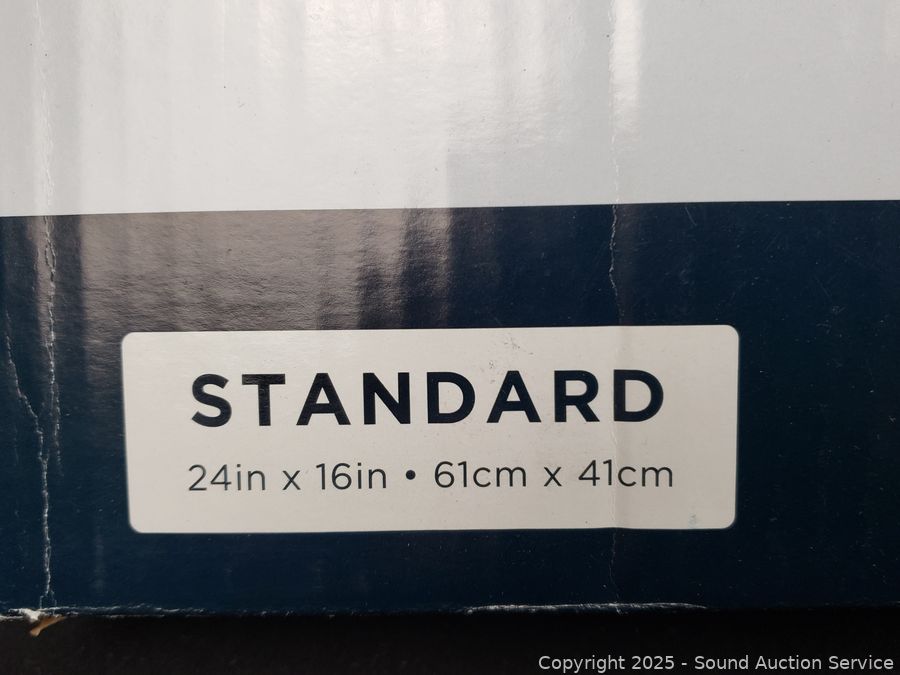 STANDARD
24in x 16in • 61cm x 41cm
Copyright 2025 - Sound Auction Service